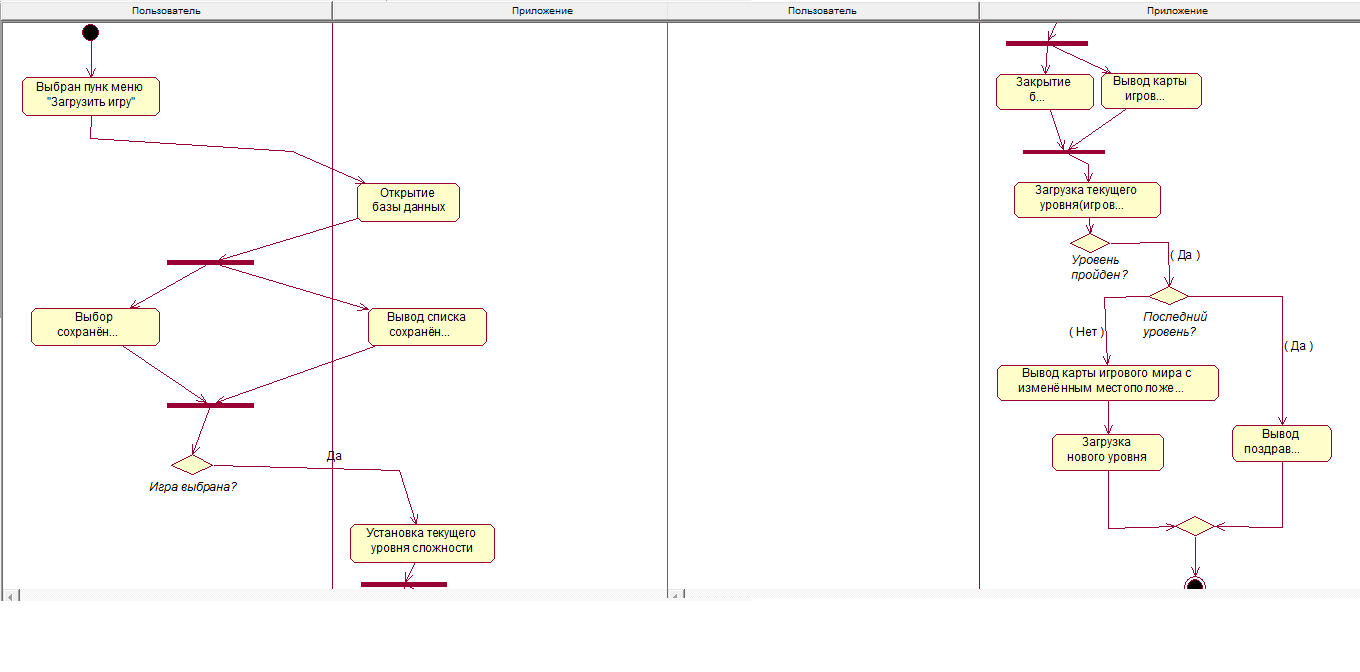 Пользователь
Приложение
Выбран пунк меню
"Загрузить игру"
Открытие
базы данных
Выбор
сохранён...
Вывод списка
сохранён...
Игра выбрана?
Да
Установка текущего
уровня сложности
Пользователь
Приложение
Закрытие
б...
Вывод карты
игров...
Загрузка текущего
уровня(игров...
Уровень
пройден?
( Да )
Последний
уровень?
( Нет )
( Да )
Вывод карты игрового мира с
изменённым местоположе...
Загрузка
нового уровня
Вывод
поздрав...